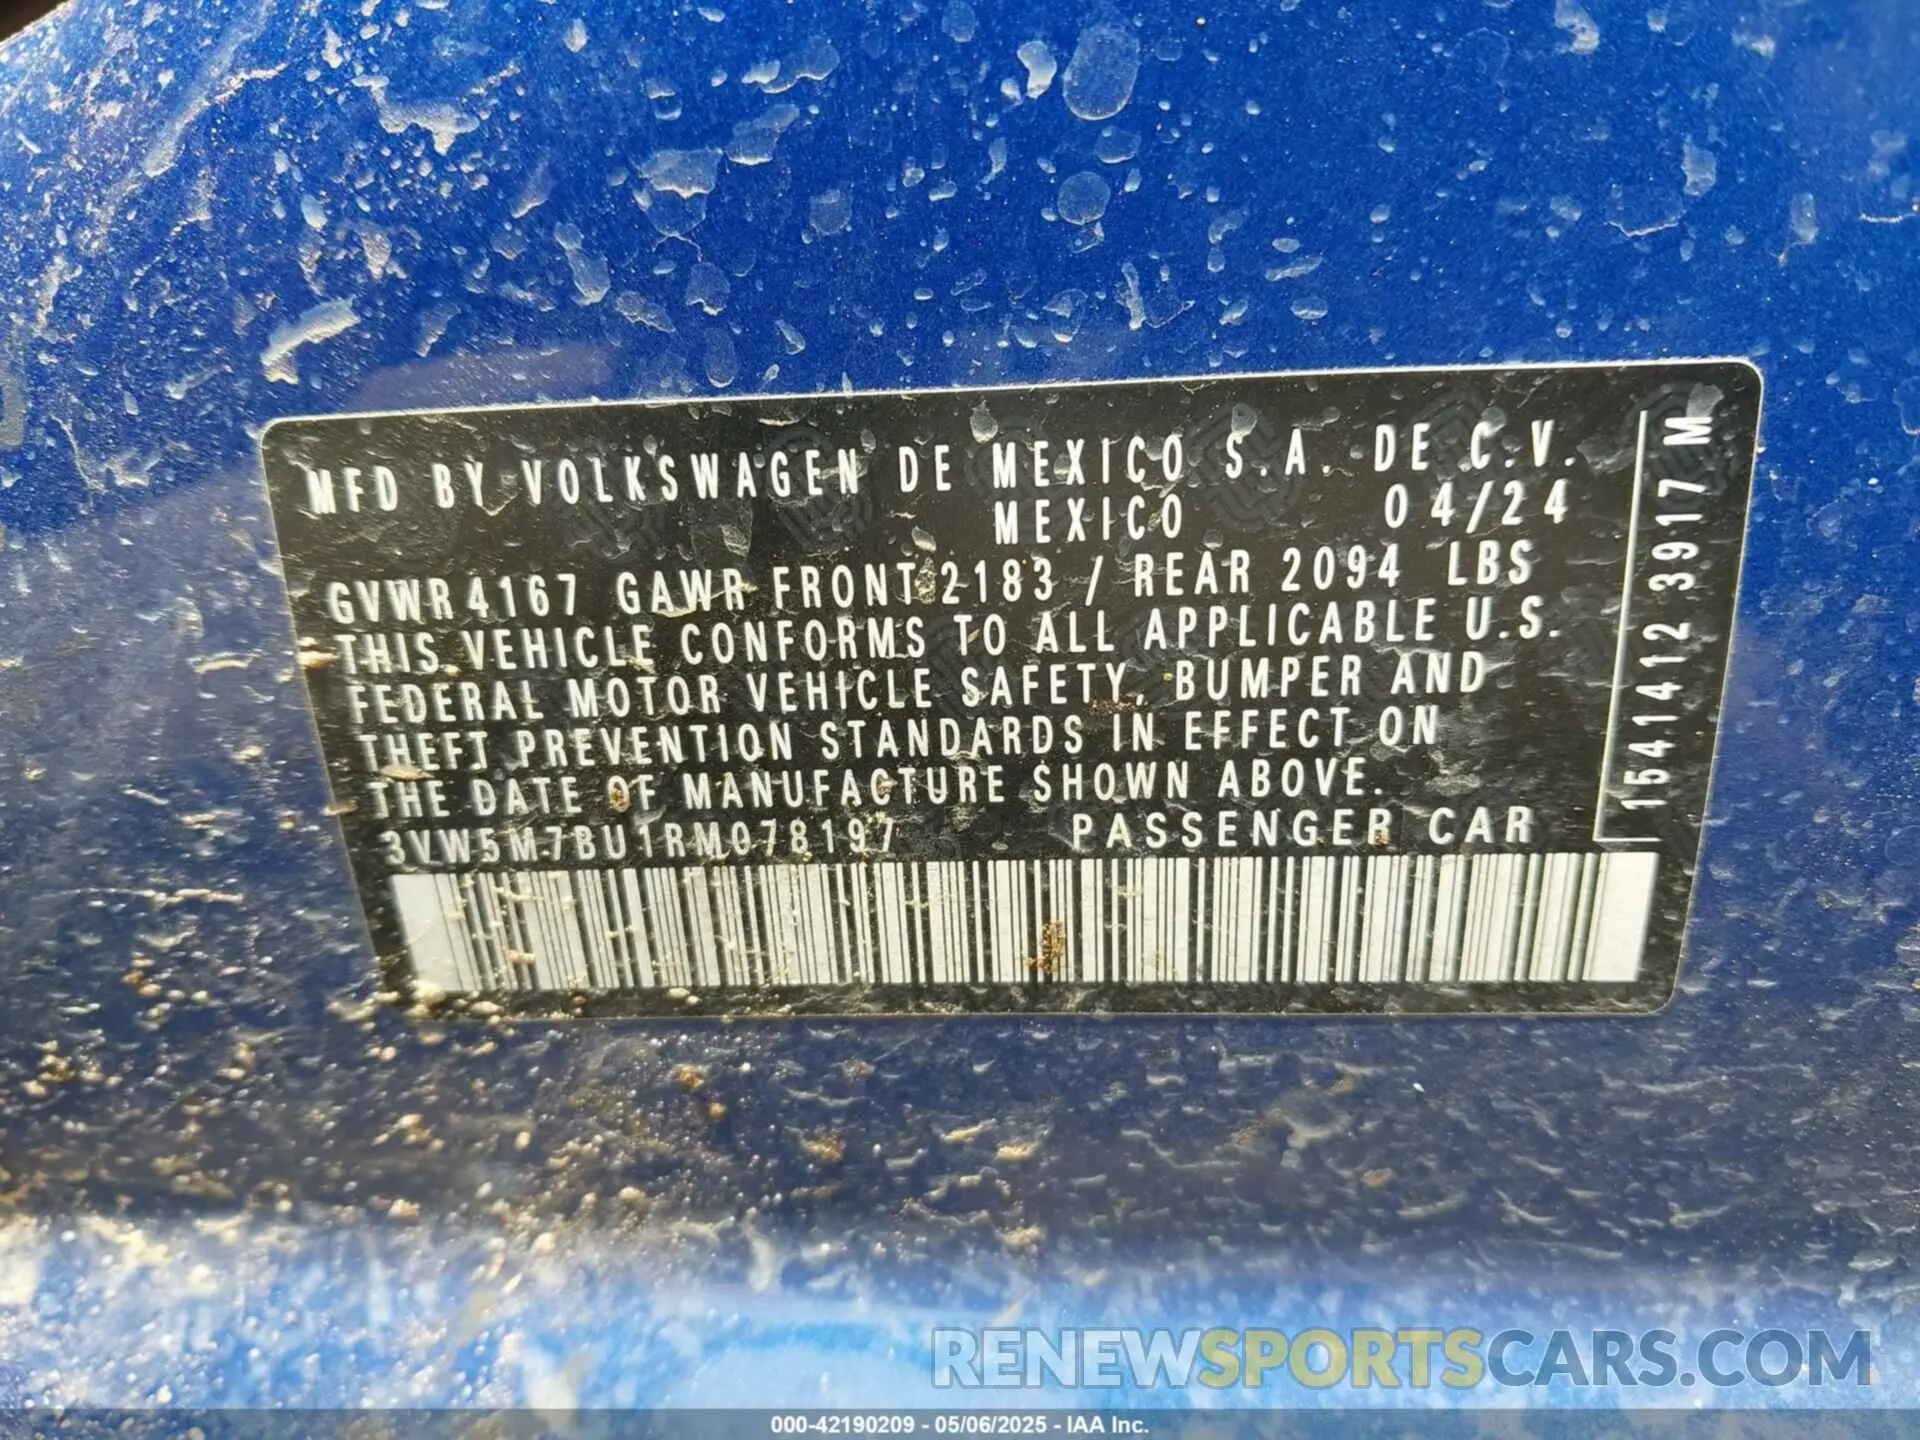 MFD BY VOLKSWAGEN DE MEXICO S.A. DE C.V.
MEXICO 04/24
GVWR 4167 GAWR FRONT 2183 / REAR 2094 LBS
THIS VEHICLE CONFORMS TO ALL APPLICABLE U.S.
FEDERAL MOTOR VEHICLE SAFETY, BUMPER AND
THEFT PREVENTION STANDARDS IN EFFECT ON
THE DATE OF MANUFACTURE SHOWN ABOVE.
3VW5M7BU1RM078197 PASSENGER CAR
1541412 3917 M
RENEWSPORTSCARS.COM
000-42190209 - 05/06/2025 - IAA Inc.